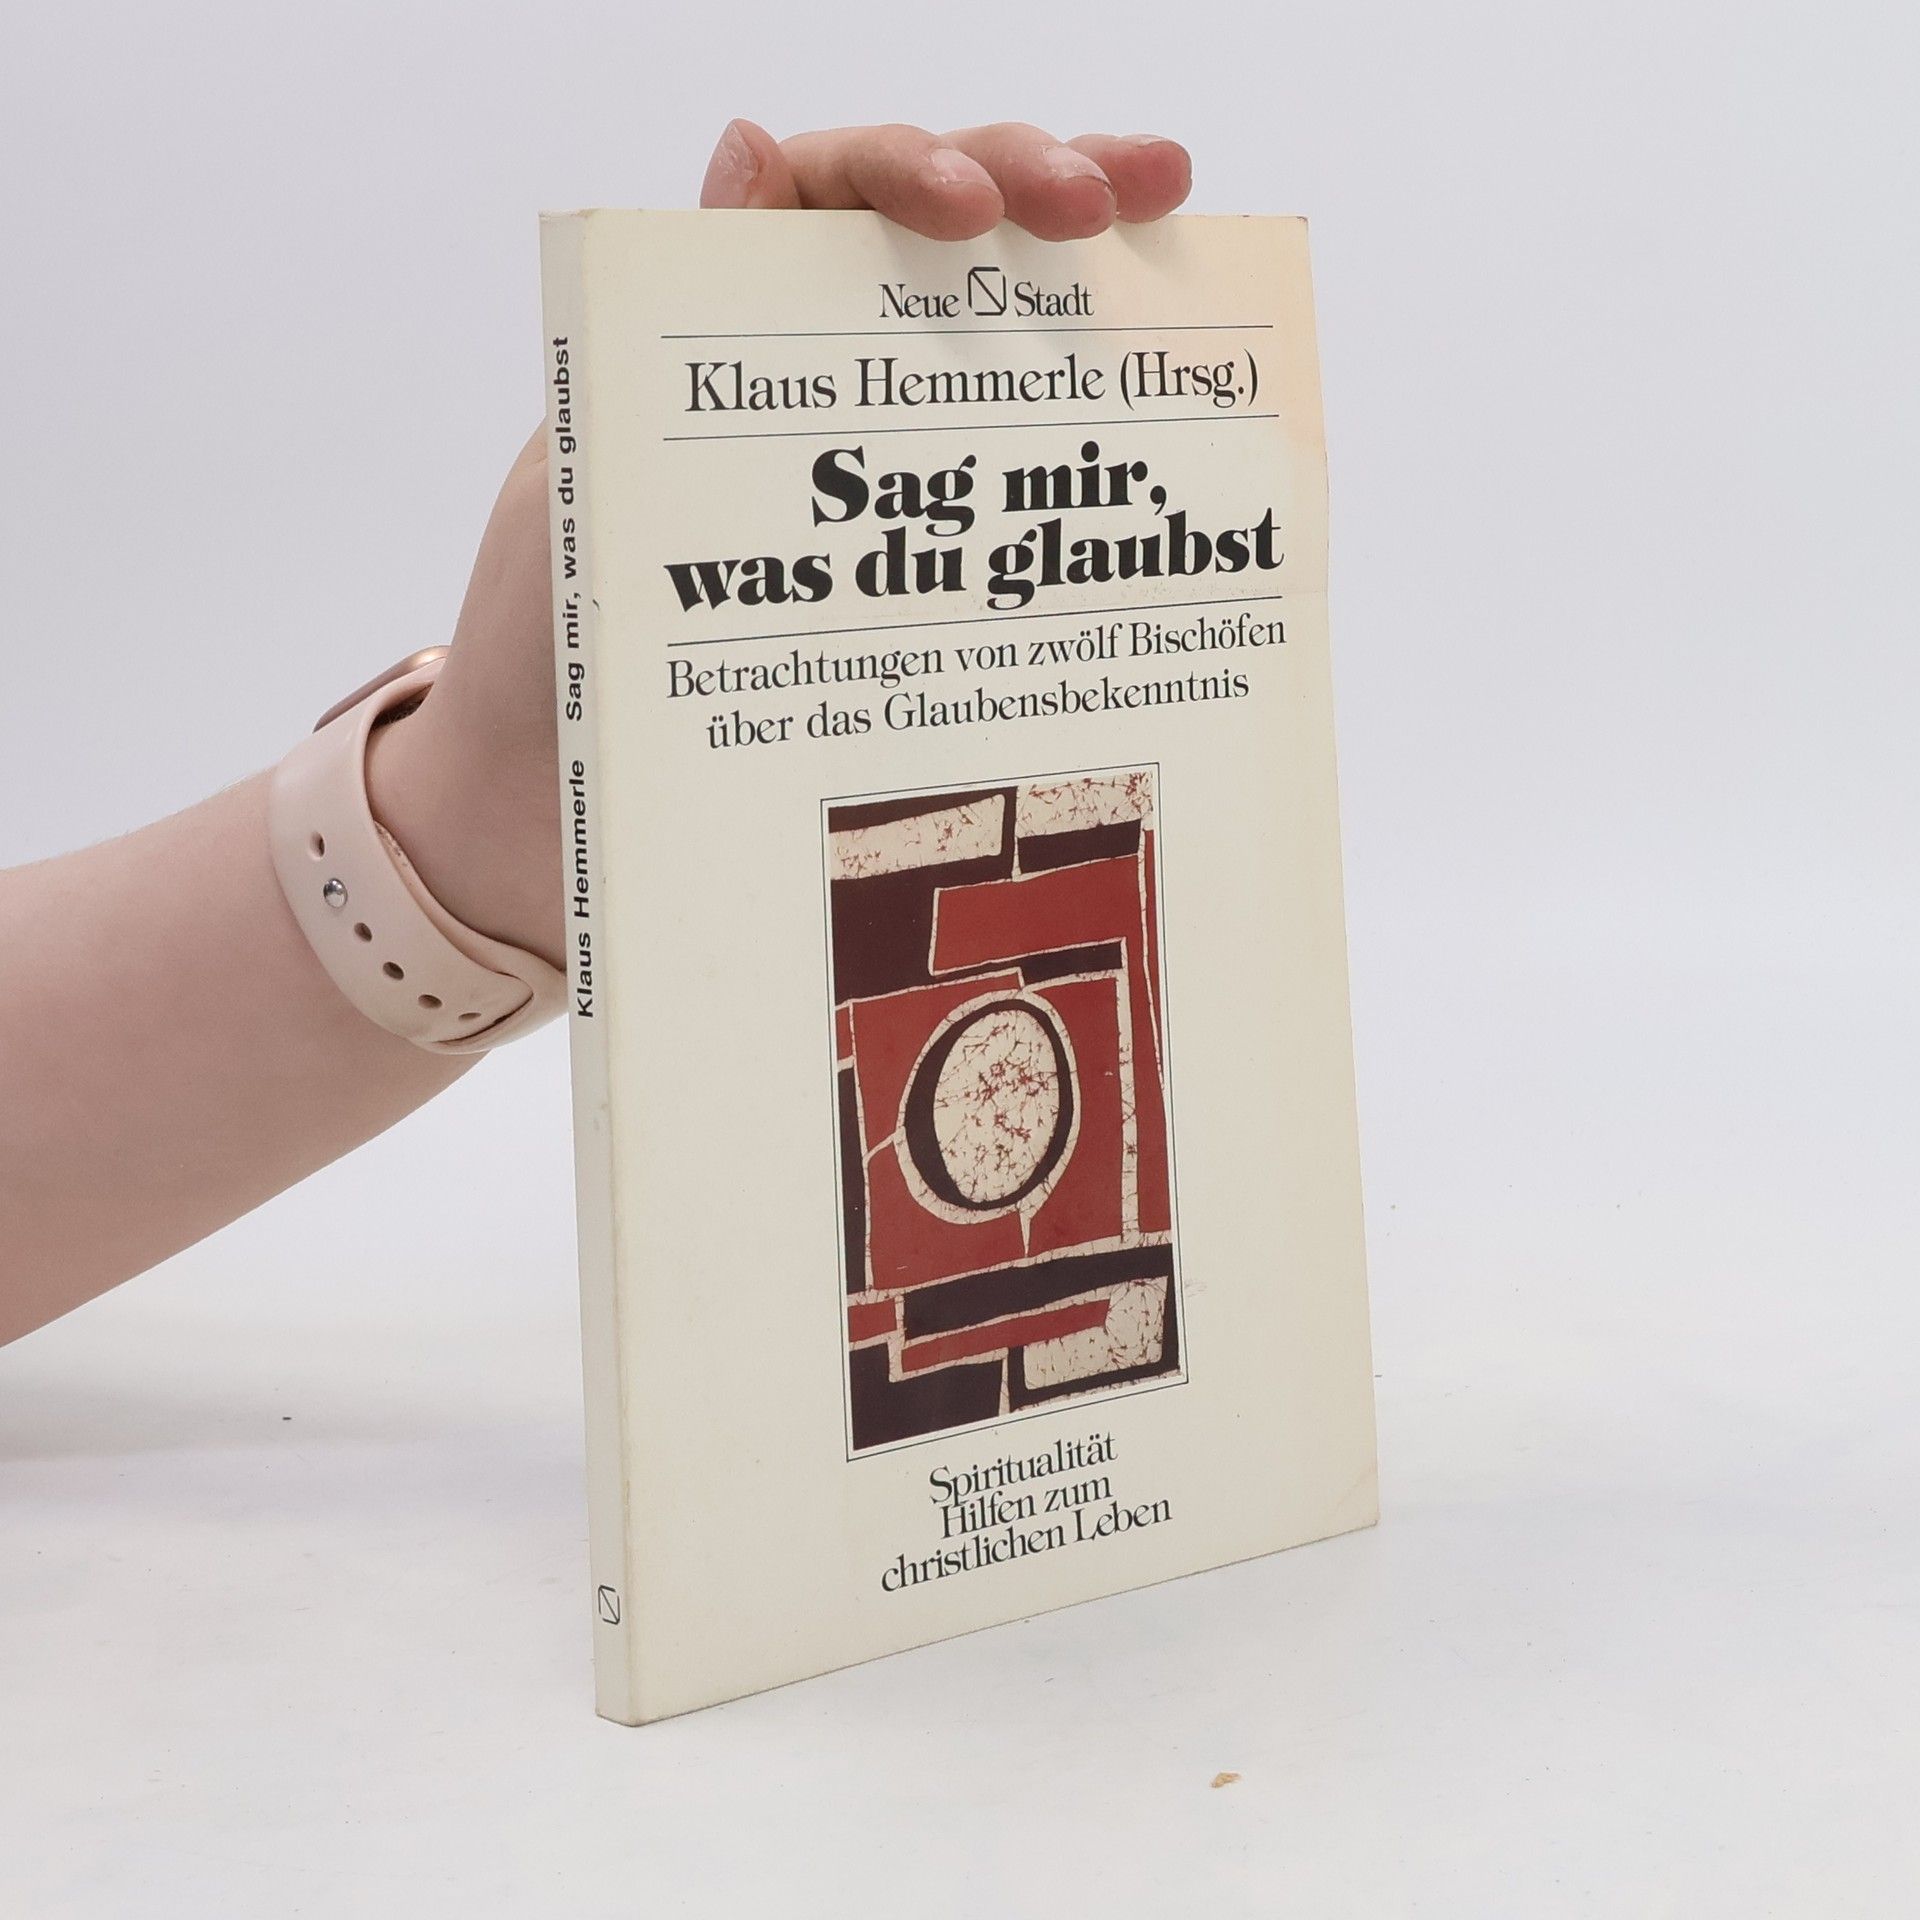 Neue Stadt
Klaus Hemmerle (Hrsg.)
Sag mir,
was du glaubst
Betrachtungen von zwölf Bischöfen
über das Glaubensbekenntnis
Spiritualität
Hilfen zum
christlichen Leben
Klaus Hemmerle Sag mir, was du glaubst